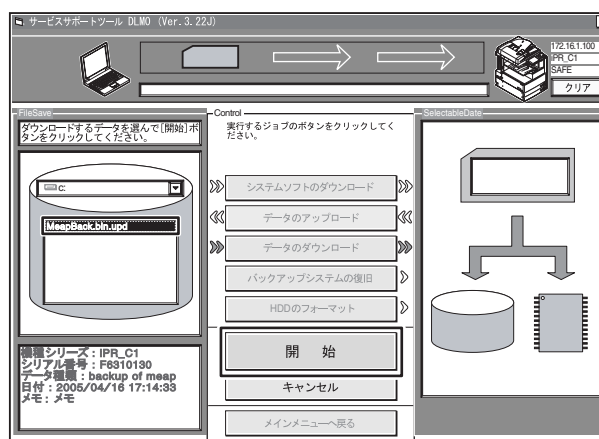 サービスサポートツール DLM0 (Ver.3.22J)
172.16.1.100
iPR_C1
SAFE
クリア
FileSave
ダウンロードするデータを選んで[開始]ボ
タンをクリックしてください。
C:
MeapBack.bin.upd
機種シリーズ : IPR_C1
シリアル番号 : F6310130
データ種類 : backup of meap
日付 : 2005/04/16 17:14:33
メモ : メモ
Control
実行するジョブのボタンをクリックしてく
ださい。
システムソフトのダウンロード
データのアップロード
データのダウンロード
バックアップシステムの復旧
HDDのフォーマット
開 始
キャンセル
メインメニューへ戻る
SelectableDate